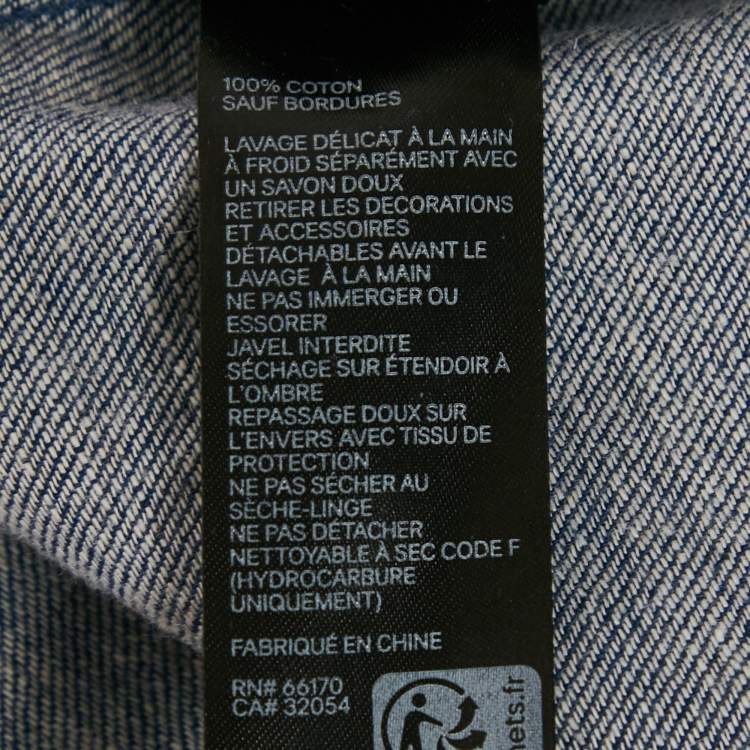 100% COTON
SAUF BORDURES
LAVAGE DÉLICAT À LA MAIN
À FROID SÉPARÉMENT AVEC
UN SAVON DOUX
RETIRER LES DECORATIONS
ET ACCESSOIRES
DÉTACHABLES AVANT LE
LAVAGE À LA MAIN
NE PAS IMMERGER OU
ESSORER
JAVEL INTERDITE
SÉCHAGE SUR ÉTENDOIR À
L'OMBRE
REPASSAGE DOUX SUR
L'ENVERS AVEC TISSU DE
PROTECTION
NE PAS SÉCHER AU
SÈCHE-LINGE
NE PAS DÉTACHER
NETTOYABLE À SEC CODE F
(HYDROCARBURE
UNIQUEMENT)
FABRIQUÉ EN CHINE
RN# 66170
CA# 32054